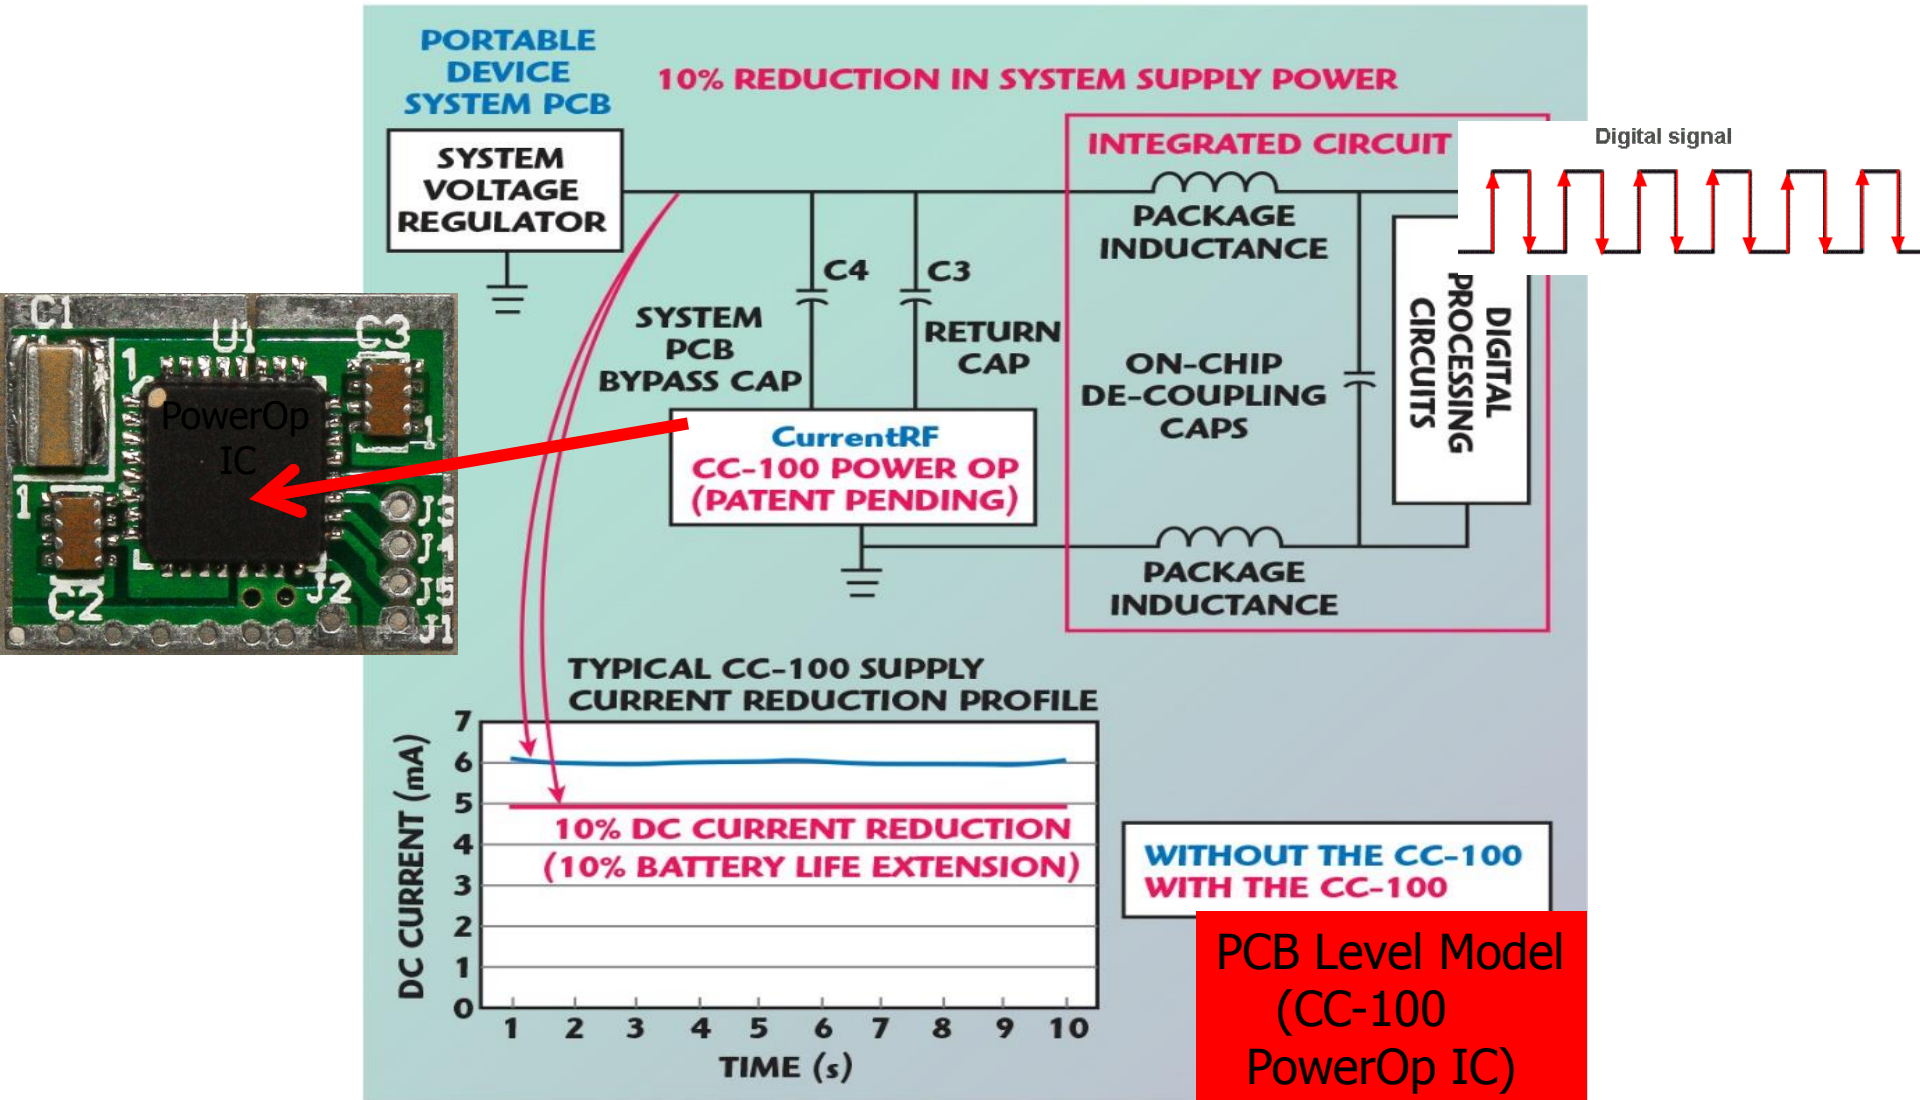 PORTABLE
DEVICE
SYSTEM PCB
10% REDUCTION IN SYSTEM SUPPLY POWER
SYSTEM
VOLTAGE
REGULATOR
INTEGRATED CIRCUIT
Digital signal
PACKAGE
INDUCTANCE
C4
C3
SYSTEM
PCB
BYPASS CAP
RETURN
CAP
ON-CHIP
DE-COUPLING
CAPS
DIGITAL
PROCESSING
CIRCUITS
CurrentRF
CC-100 POWER OP
(PATENT PENDING)
PACKAGE
INDUCTANCE
C1
U1
C3
1
1
PowerOp
IC
1
C2
J2
J3
J4
J5
J1
TYPICAL CC-100 SUPPLY
CURRENT REDUCTION PROFILE
DC CURRENT (mA)
7
6
5
4
3
2
1
0
10% DC CURRENT REDUCTION
(10% BATTERY LIFE EXTENSION)
1 2 3 4 5 6 7 8 9 10
TIME (s)
WITHOUT THE CC-100
WITH THE CC-100
PCB Level Model
(CC-100
PowerOp IC)